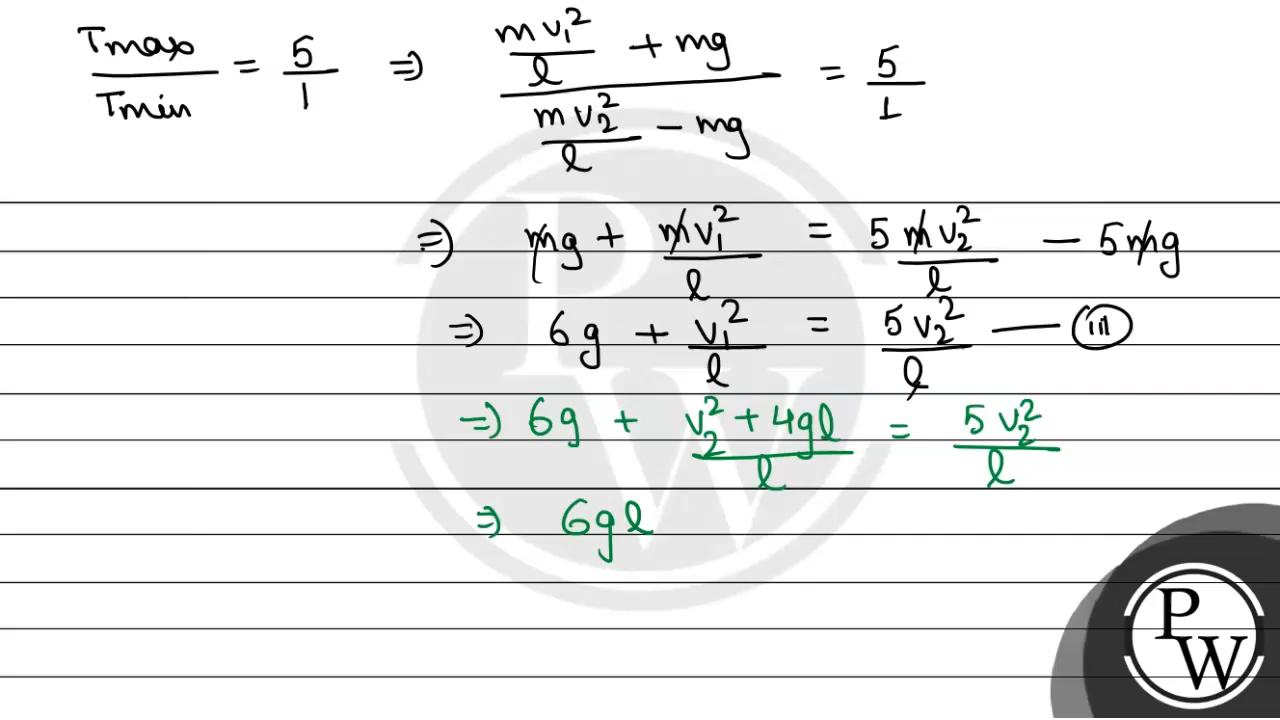 Tmax/Tmin = 5/1 ⇒ (mv₁²/l + mg)/(mv₂²/l − mg) = 5/1
⇒ mg + mv₁²/l = 5mv₂²/l − 5mg
⇒ 6g + v₁²/l = 5v₂²/l — (iii)
⇒ 6g + (v₂² + 4gl)/l = 5v₂²/l
⇒ 6gl
PW
PW